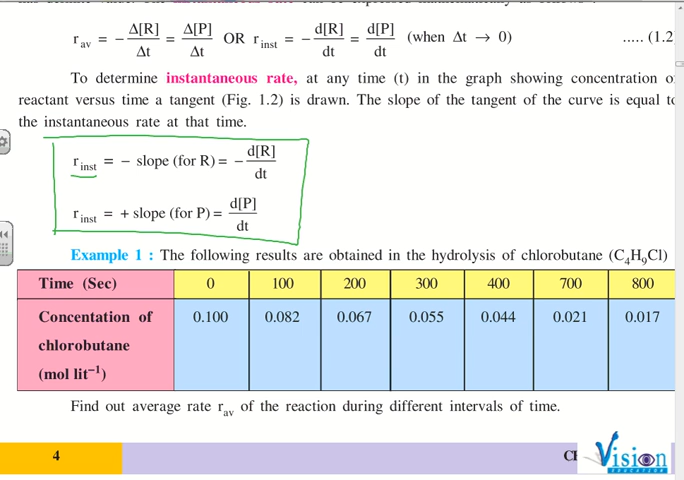 r_av = − Δ[R]/Δt = Δ[P]/Δt OR r_inst = − d[R]/dt = d[P]/dt (when Δt → 0) ..... (1.2
To determine instantaneous rate, at any time (t) in the graph showing concentration o
reactant versus time a tangent (Fig. 1.2) is drawn. The slope of the tangent of the curve is equal to
the instantaneous rate at that time.
r_inst = − slope (for R) = − d[R]/dt
r_inst = + slope (for P) = d[P]/dt
Example 1 : The following results are obtained in the hydrolysis of chlorobutane (C₄H₉Cl)
Time (Sec) 0 100 200 300 400 700 800
Concentation of 0.100 0.082 0.067 0.055 0.044 0.021 0.017
chlorobutane
(mol lit⁻¹)
Find out average rate r_av of the reaction during different intervals of time.
4
Vision
EDUCATION